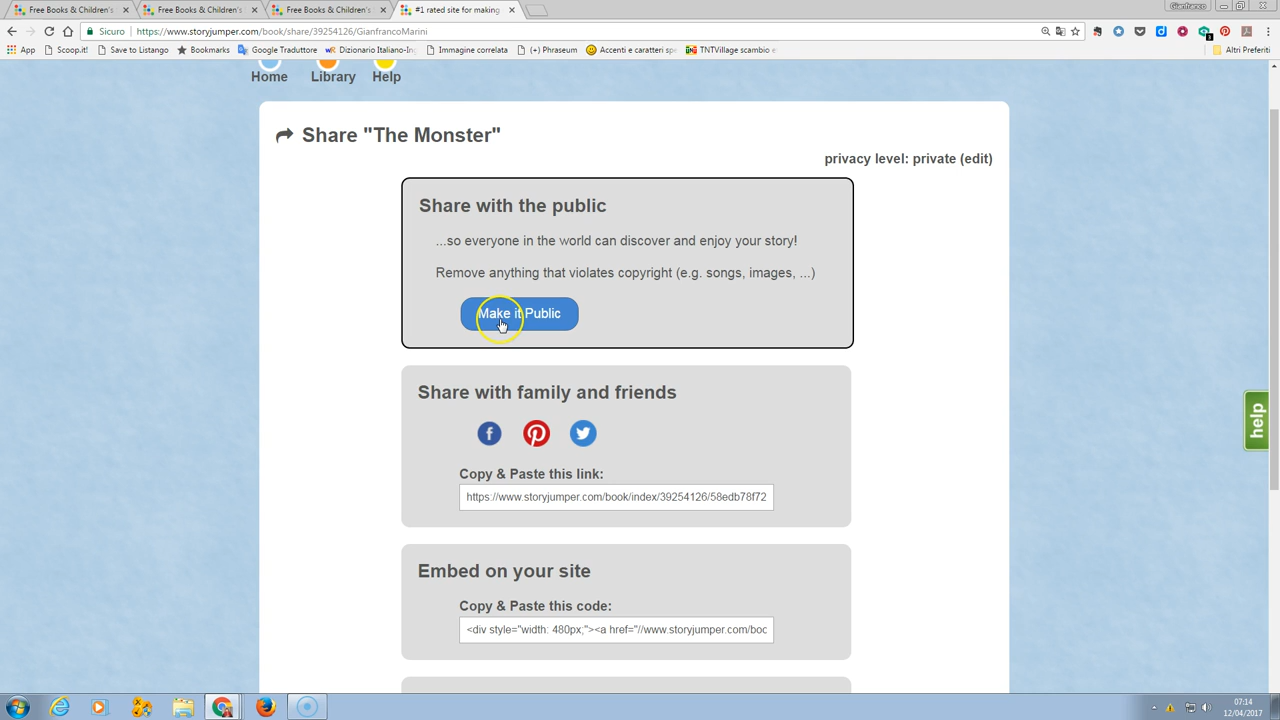 Free Books & Children's
Free Books & Children's
Free Books & Children's
#1 rated site for making
Gianfranco
Sicuro
https://www.storyjumper.com/book/share/39254126/GianfrancoMarini
App
Scoop.it!
Save to Listango
Bookmarks
Google Traduttore
Dizionario Italiano-Ing
Immagine correlata
(+) Phraseum
Accenti e caratteri spe
TNTVillage scambio e
Altri Preferiti
Home
Library
Help
Share "The Monster"
privacy level: private (edit)
Share with the public
...so everyone in the world can discover and enjoy your story!
Remove anything that violates copyright (e.g. songs, images, ...)
Make it Public
Share with family and friends
Copy & Paste this link:
https://www.storyjumper.com/book/index/39254126/58edb78f72
help
Embed on your site
Copy & Paste this code:
<div style="width: 480px;"><a href="//www.storyjumper.com/boo
07:14
12/04/2017